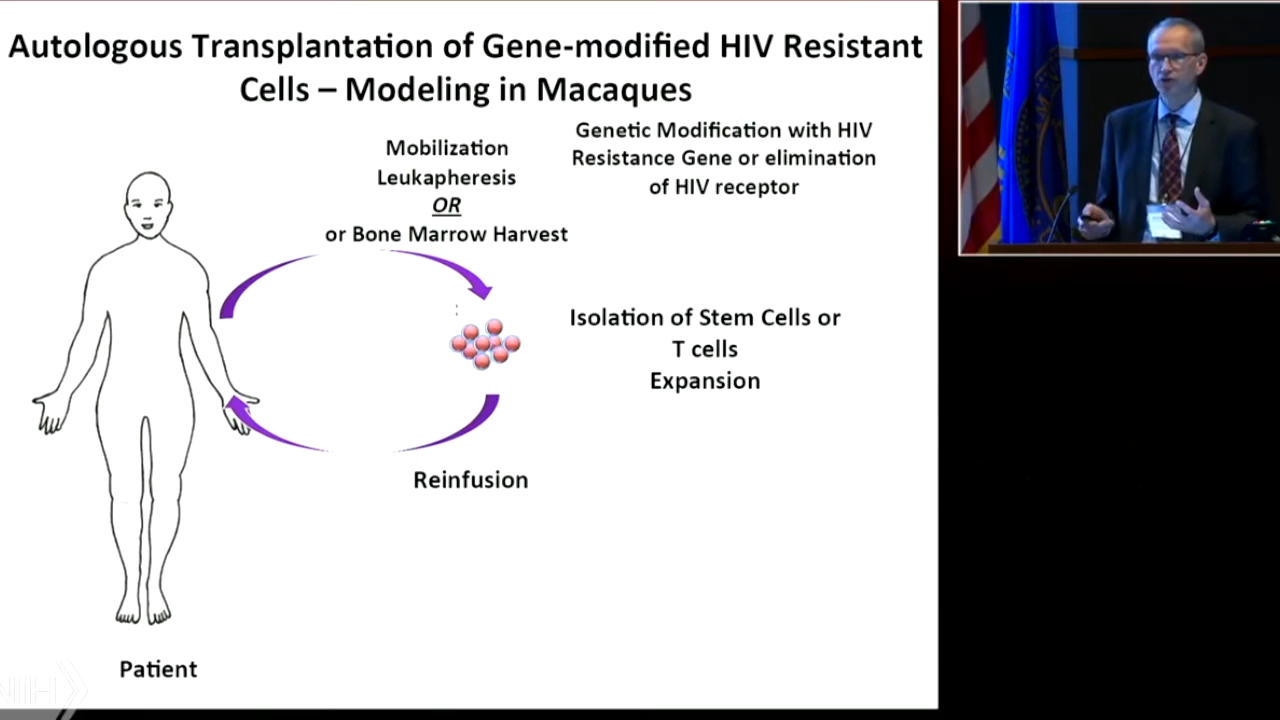 Autologous Transplantation of Gene-modified HIV Resistant
Cells – Modeling in Macaques
Mobilization
Leukapheresis
OR
or Bone Marrow Harvest
Genetic Modification with HIV
Resistance Gene or elimination
of HIV receptor
Isolation of Stem Cells or
T cells
Expansion
Reinfusion
Patient
NIH